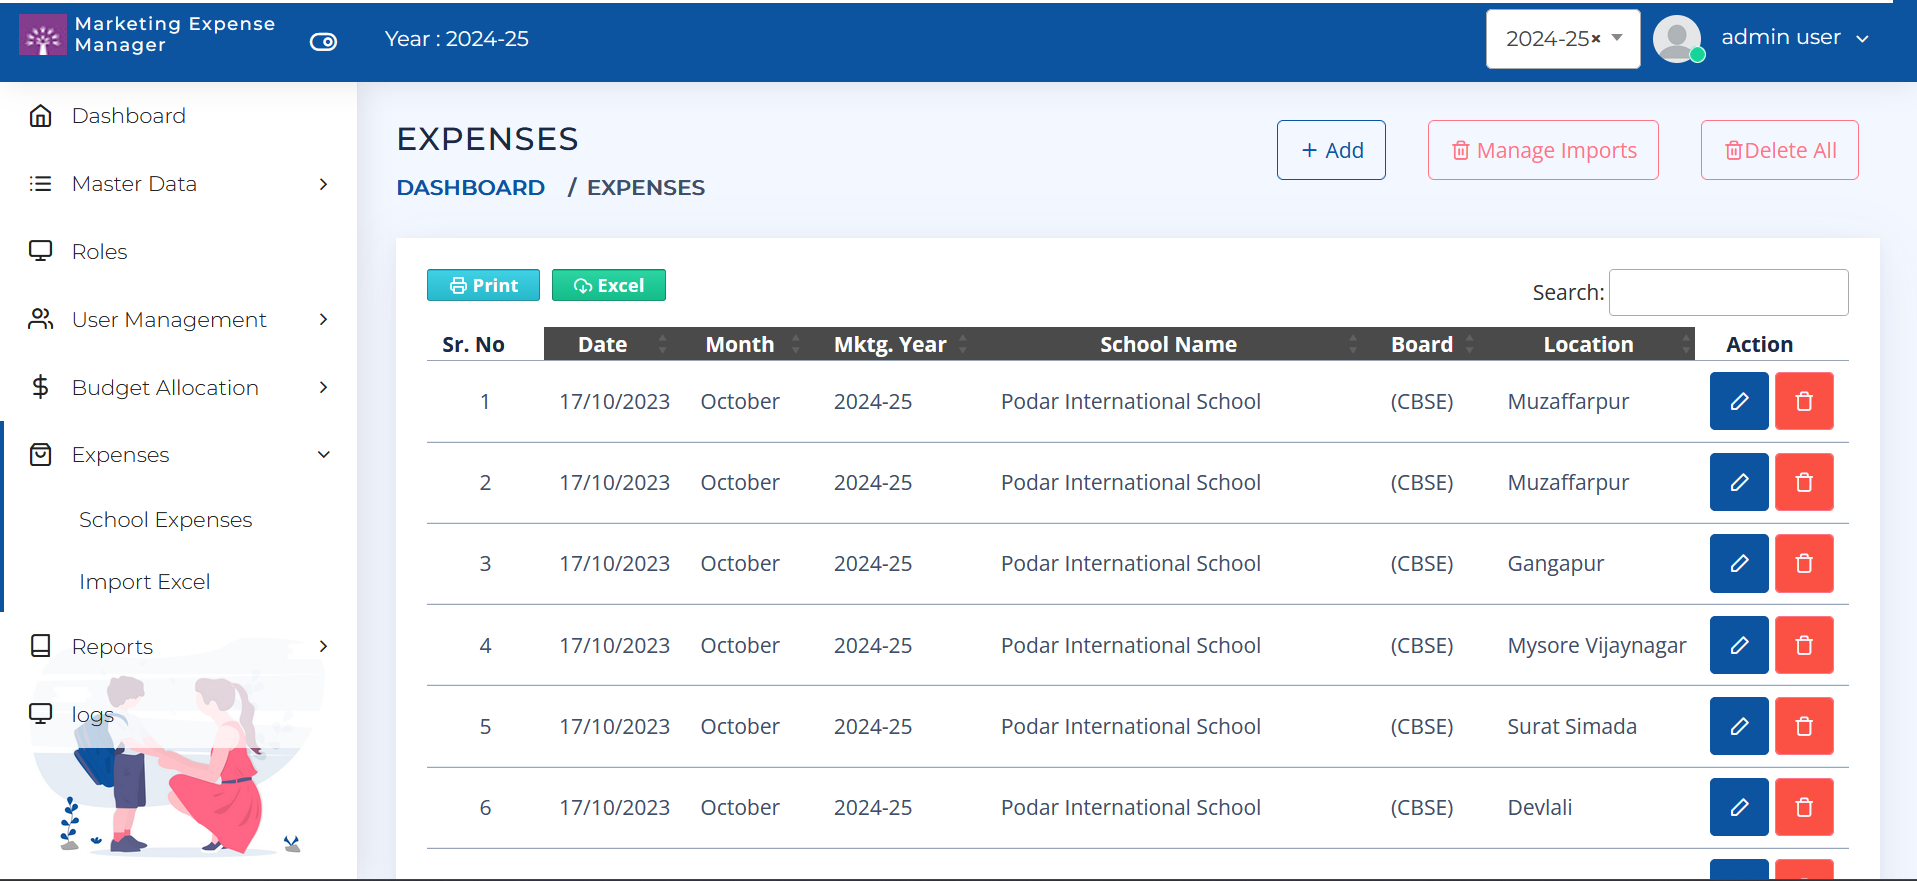 Marketing Expense
Manager
Year : 2024-25
2024-25× 
admin user
Dashboard
Master Data
Roles
User Management
Budget Allocation
Expenses
School Expenses
Import Excel
Reports
logs
EXPENSES
DASHBOARD / EXPENSES
+ Add
Manage Imports
Delete All
Print
Excel
Search:
Sr. No Date Month Mktg. Year School Name Board Location Action
1 17/10/2023 October 2024-25 Podar International School (CBSE) Muzaffarpur
2 17/10/2023 October 2024-25 Podar International School (CBSE) Muzaffarpur
3 17/10/2023 October 2024-25 Podar International School (CBSE) Gangapur
4 17/10/2023 October 2024-25 Podar International School (CBSE) Mysore Vijaynagar
5 17/10/2023 October 2024-25 Podar International School (CBSE) Surat Simada
6 17/10/2023 October 2024-25 Podar International School (CBSE) Devlali